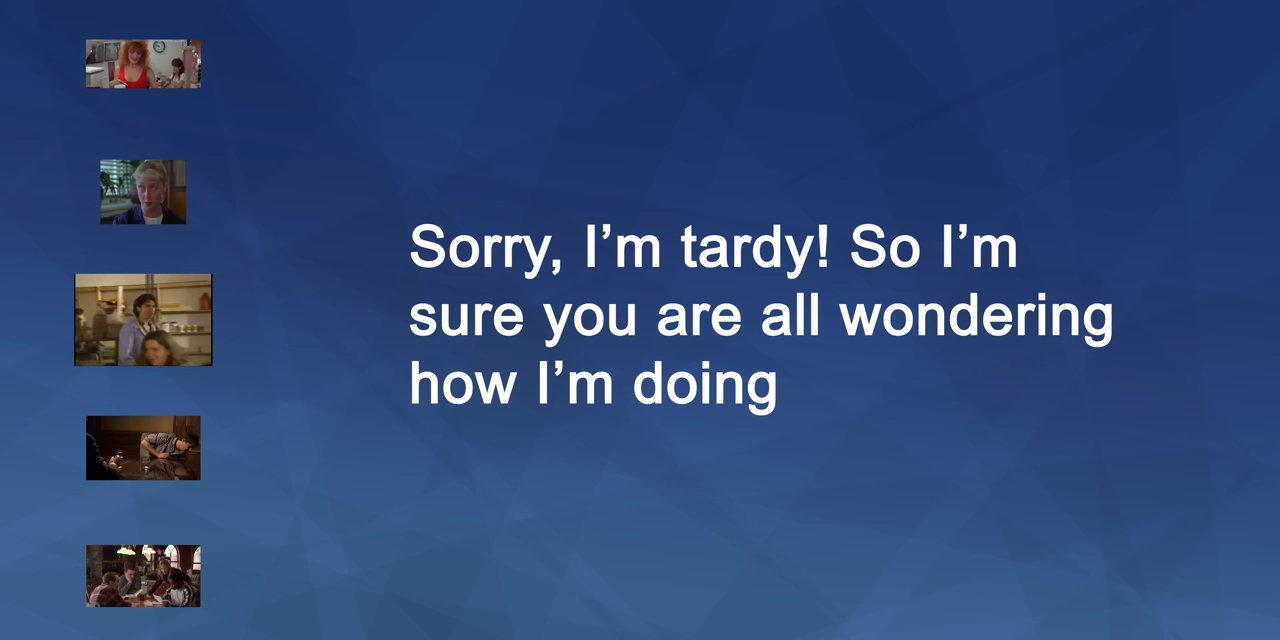 Sorry, I’m tardy! So I’m
sure you are all wondering
how I’m doing